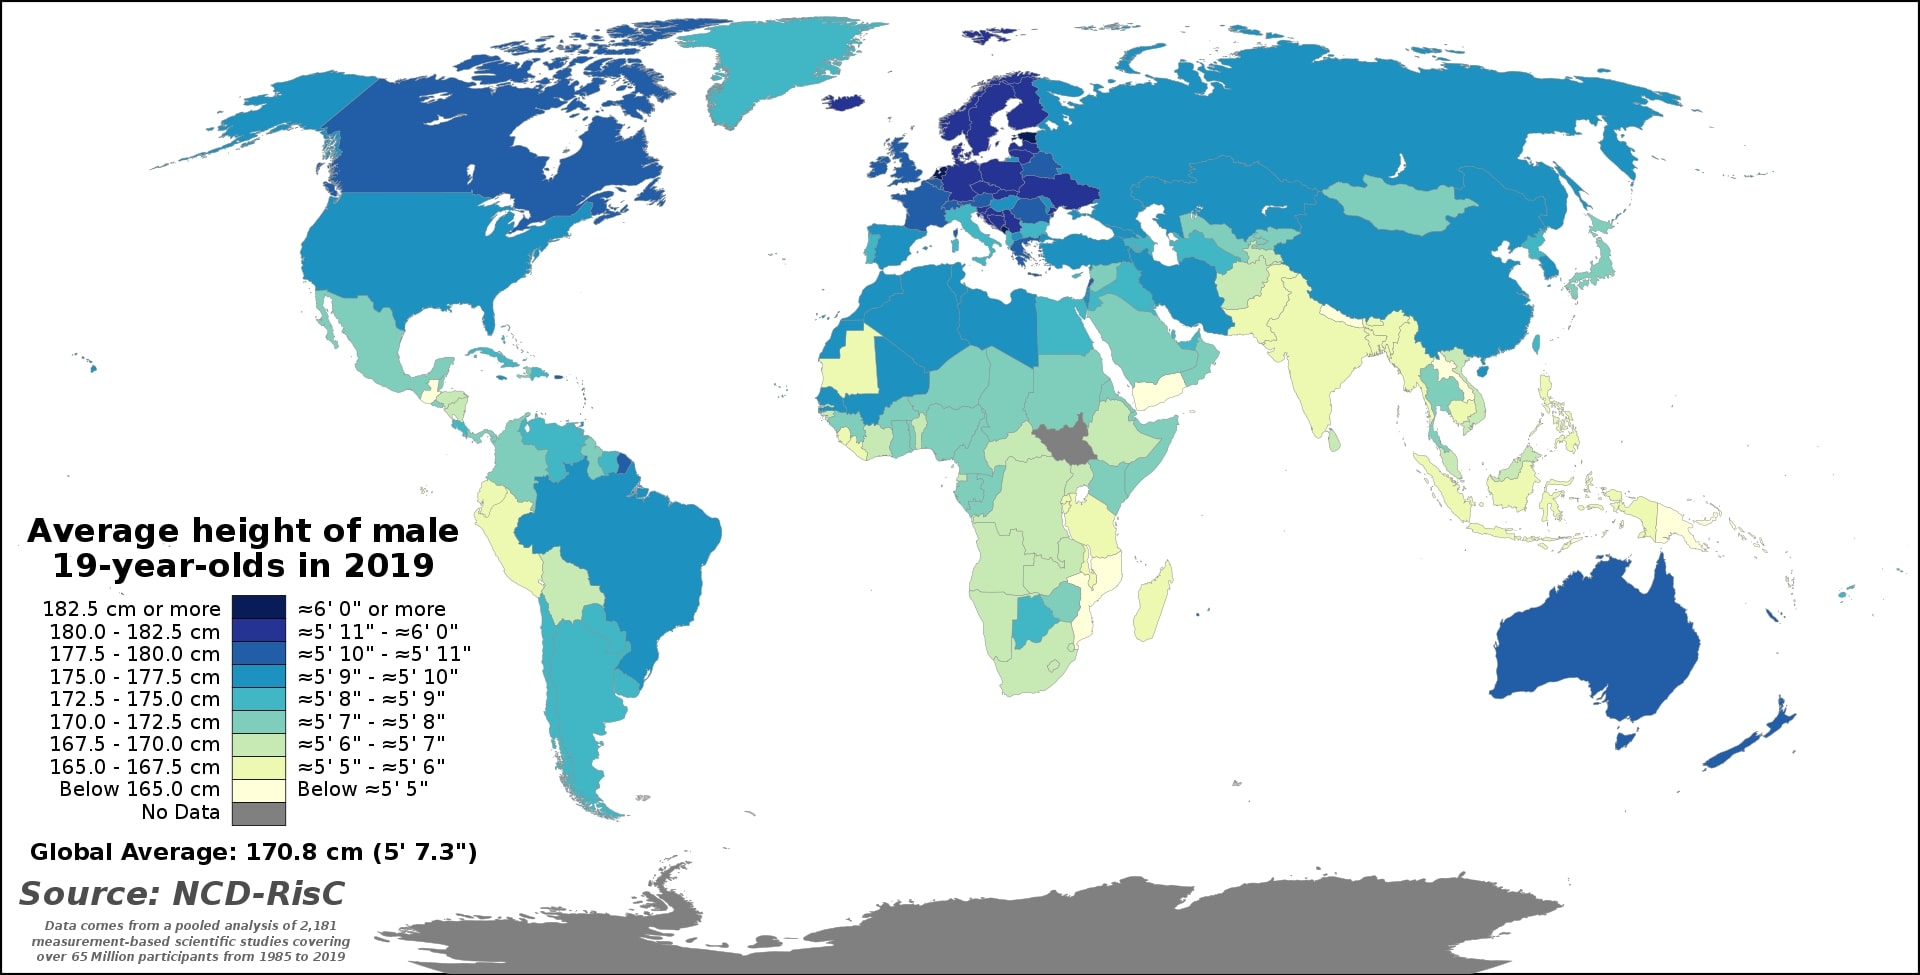 Average height of male
19-year-olds in 2019
182.5 cm or more ≈6' 0" or more
180.0 - 182.5 cm ≈5' 11" - ≈6' 0"
177.5 - 180.0 cm ≈5' 10" - ≈5' 11"
175.0 - 177.5 cm ≈5' 9" - ≈5' 10"
172.5 - 175.0 cm ≈5' 8" - ≈5' 9"
170.0 - 172.5 cm ≈5' 7" - ≈5' 8"
167.5 - 170.0 cm ≈5' 6" - ≈5' 7"
165.0 - 167.5 cm ≈5' 5" - ≈5' 6"
Below 165.0 cm Below ≈5' 5"
No Data
Global Average: 170.8 cm (5' 7.3")
Source: NCD-RisC
Data comes from a pooled analysis of 2,181
measurement-based scientific studies covering
over 65 Million participants from 1985 to 2019